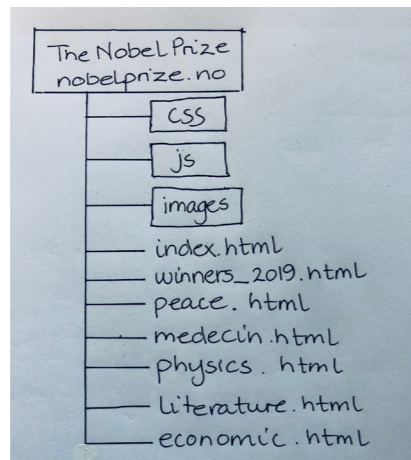 The Nobel Prize
nobelprize.no
css
js
images
index.html
winners_2019.html
peace.html
medecin.html
physics.html
literature.html
economic.html